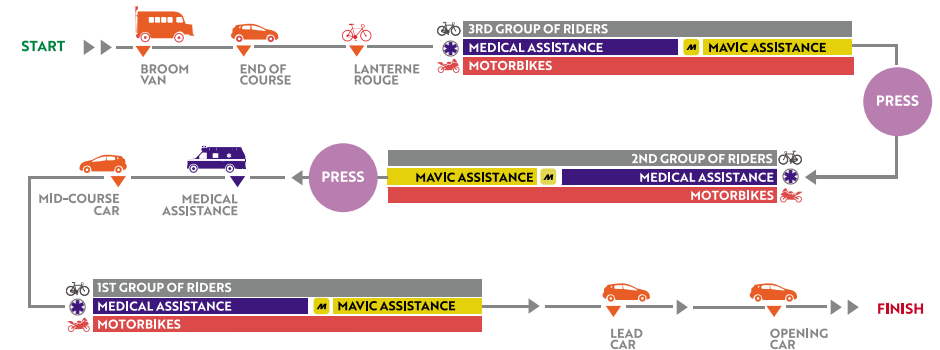 START
BROOM
VAN
END OF
COURSE
LANTERNE
ROUGE
3RD GROUP OF RIDERS
MEDICAL ASSISTANCE M MAVIC ASSISTANCE
MOTORBIKES
PRESS
2ND GROUP OF RIDERS
MAVIC ASSISTANCE M MEDICAL ASSISTANCE
MOTORBIKES
PRESS
MEDICAL
ASSISTANCE
MID-COURSE
CAR
1ST GROUP OF RIDERS
MEDICAL ASSISTANCE M MAVIC ASSISTANCE
MOTORBIKES
LEAD
CAR
OPENING
CAR
FINISH